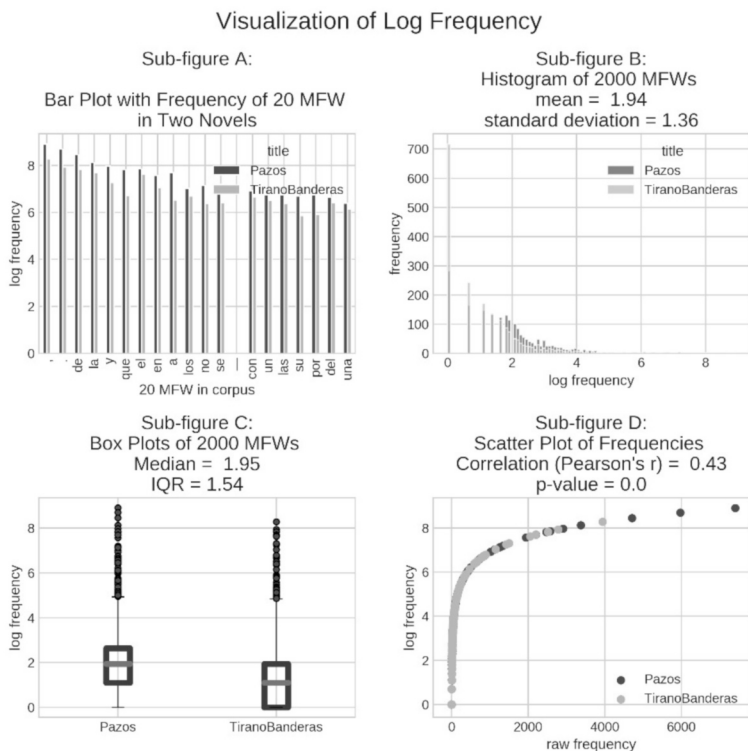 Visualization of Log Frequency
Sub-figure A:
Bar Plot with Frequency of 20 MFW
in Two Novels
title
Pazos
TiranoBanderas
log frequency
8
6
4
2
0
,
.
de
la
y
que
el
en
a
los
no
se
—
con
un
las
su
por
del
una
20 MFW in corpus
Sub-figure B:
Histogram of 2000 MFWs
mean = 1.94
standard deviation = 1.36
title
Pazos
TiranoBanderas
frequency
700
600
500
400
300
200
100
0
0 2 4 6 8
log frequency
Sub-figure C:
Box Plots of 2000 MFWs
Median = 1.95
IQR = 1.54
log frequency
8
6
4
2
0
Pazos TiranoBanderas
Sub-figure D:
Scatter Plot of Frequencies
Correlation (Pearson's r) = 0.43
p-value = 0.0
log frequency
8
6
4
2
0
Pazos
TiranoBanderas
0 2000 4000 6000
raw frequency